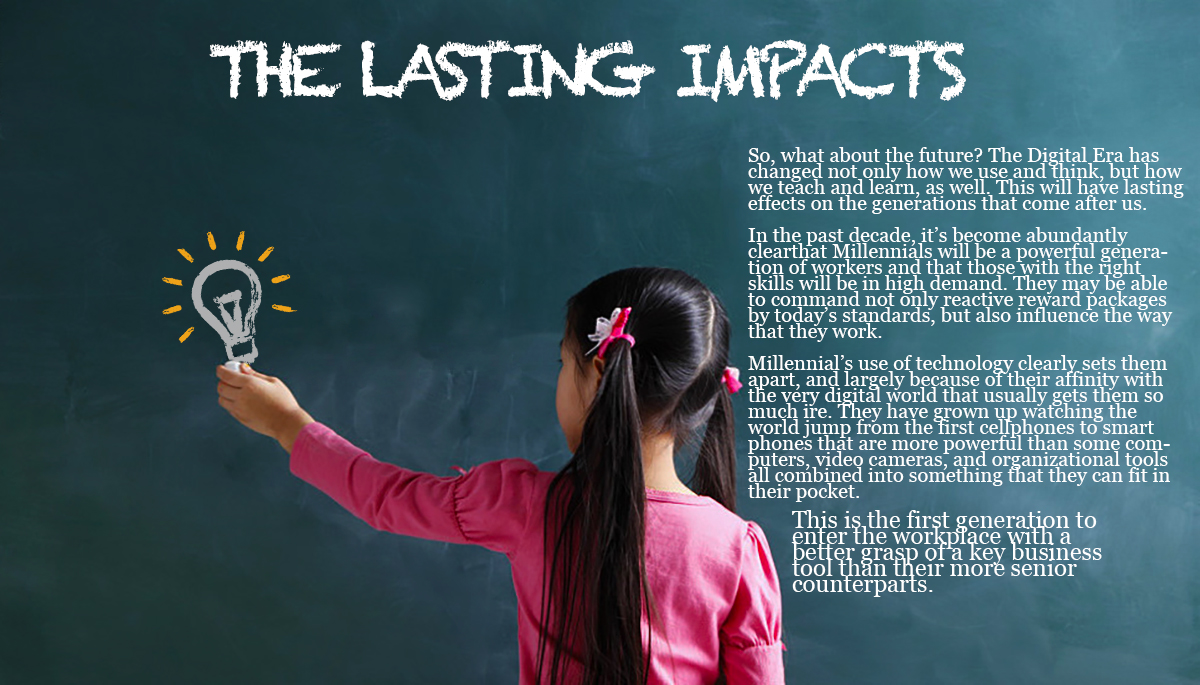 THE LASTING IMPACTS
So, what about the future? The Digital Era has
changed not only how we use and think, but how
we teach and learn, as well. This will have lasting
effects on the generations that come after us.
In the past decade, it’s become abundantly
clearthat Millennials will be a powerful genera-
tion of workers and that those with the right
skills will be in high demand. They may be able
to command not only reactive reward packages
by today’s standards, but also influence the way
that they work.
Millennial’s use of technology clearly sets them
apart, and largely because of their affinity with
the very digital world that usually gets them so
much ire. They have grown up watching the
world jump from the first cellphones to smart
phones that are more powerful than some com-
puters, video cameras, and organizational tools
all combined into something that they can fit in
their pocket.
This is the first generation to
enter the workplace with a
better grasp of a key business
tool than their more senior
counterparts.